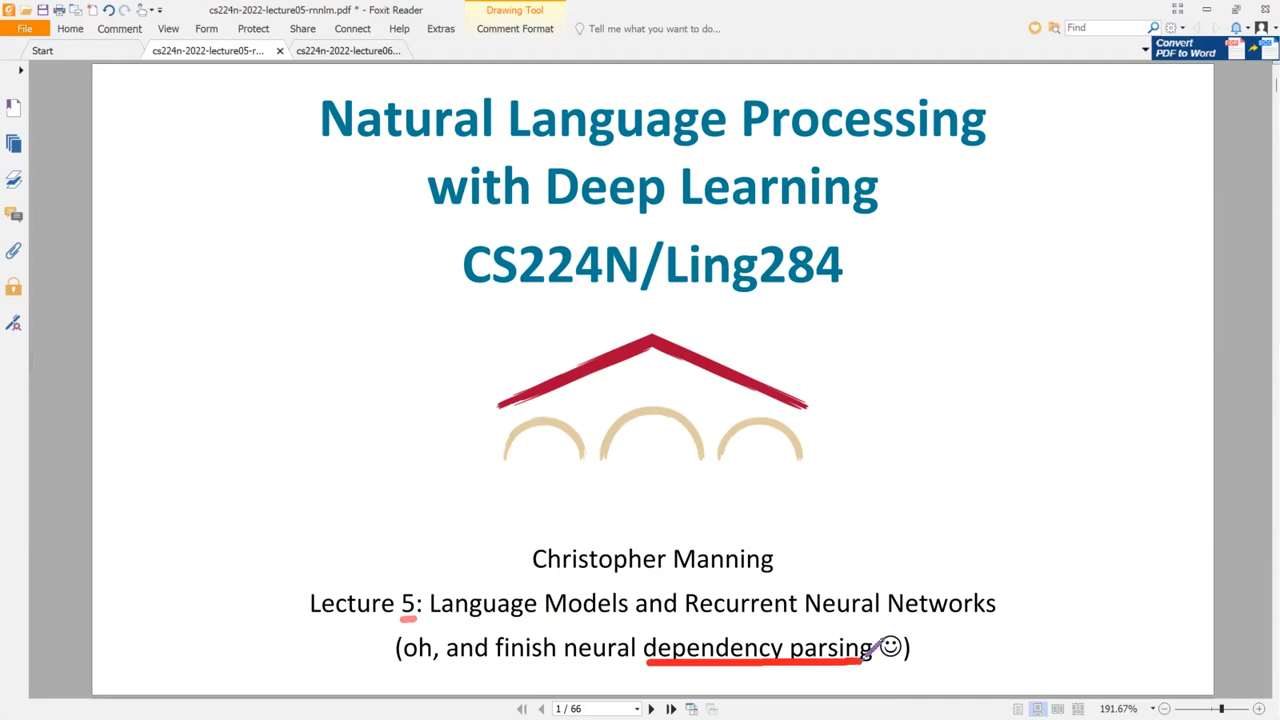 cs224n-2022-lecture05-rnnlm.pdf * - Foxit Reader
Drawing Tool
File
Home
Comment
View
Form
Protect
Share
Connect
Help
Extras
Comment Format
Tell me what you want to do...
Find
Start
cs224n-2022-lecture05-r...
cs224n-2022-lecture06...
Convert
PDF to Word
Natural Language Processing
with Deep Learning
CS224N/Ling284
Christopher Manning
Lecture 5: Language Models and Recurrent Neural Networks
(oh, and finish neural dependency parsing ☺)
1 / 66
191.67%